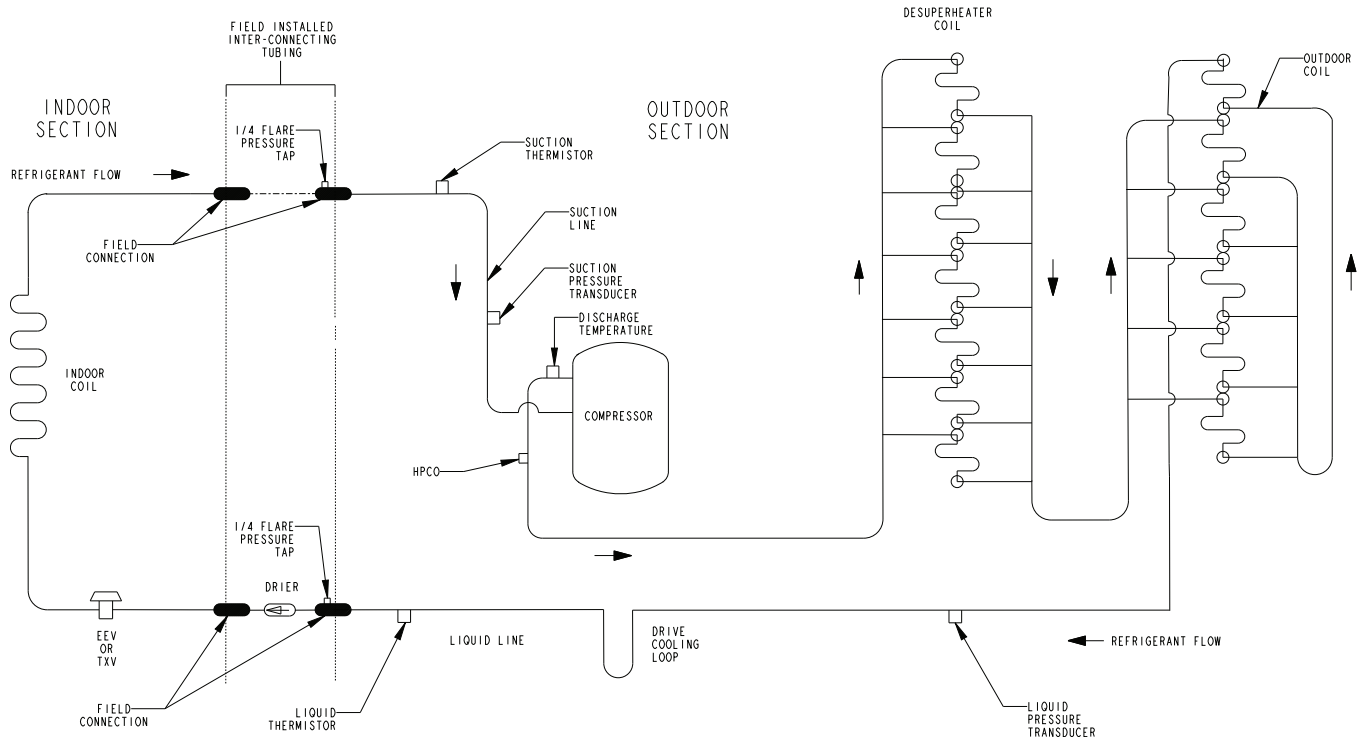 DESUPERHEATER
COIL
FIELD INSTALLED
INTER-CONNECTING
TUBING
OUTDOOR
COIL
INDOOR
SECTION
OUTDOOR
SECTION
1/4 FLARE
PRESSURE
TAP
SUCTION
THERMISTOR
REFRIGERANT FLOW
SUCTION
LINE
FIELD
CONNECTION
SUCTION
PRESSURE
TRANSDUCER
DISCHARGE
TEMPERATURE
INDOOR
COIL
COMPRESSOR
HPCO
1/4 FLARE
PRESSURE
TAP
DRIER
EEV
OR
TXV
LIQUID LINE
DRIVE
COOLING
LOOP
REFRIGERANT FLOW
FIELD
CONNECTION
LIQUID
THERMISTOR
LIQUID
PRESSURE
TRANSDUCER